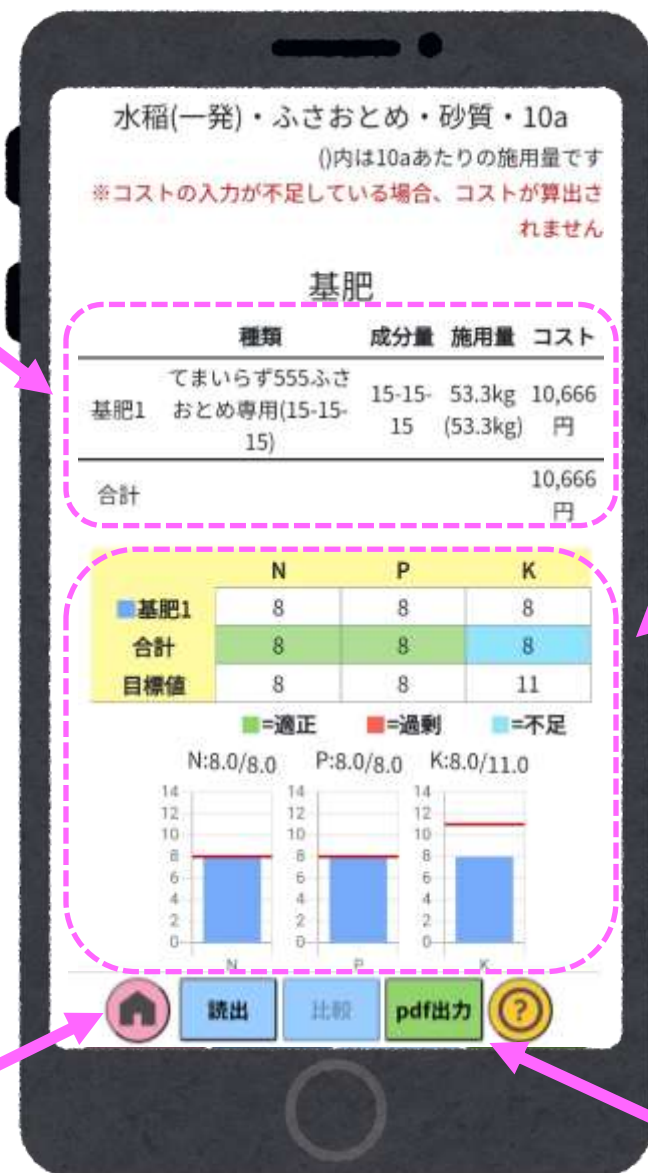 水稲(一発)・ふさおとめ・砂質・10a
()内は10aあたりの施用量です
※コストの入力が不足している場合、コストが算出さ
れません
基肥
種類 成分量 施用量 コスト
基肥1 てまいらず555ふさおとめ専用(15-15-15) 15-15-15 53.3kg (53.3kg) 10,666円
合計 10,666円
N P K
■基肥1 8 8 8
合計 8 8 8
目標値 8 8 11
■=適正 ■=過剰 ■=不足
N:8.0/8.0 P:8.0/8.0 K:8.0/11.0
14 14 14
12 12 12
10 10 10
8 8 8
6 6 6
4 4 4
2 2 2
0 0 0
N P K
読出 比較 pdf出力 ?